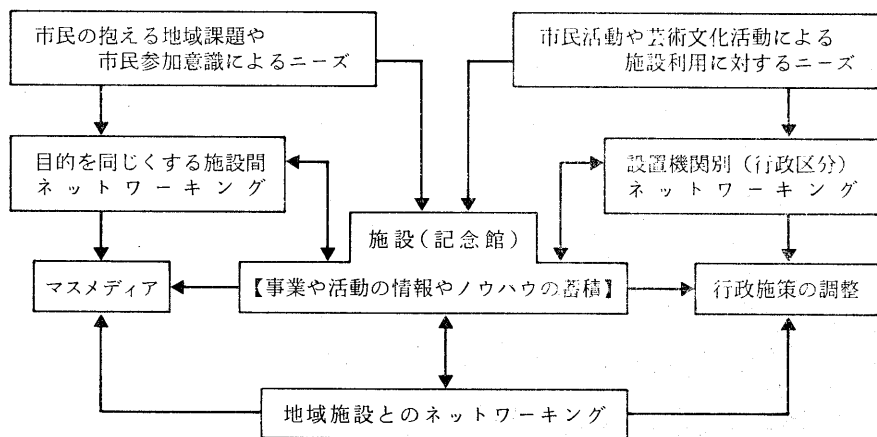 市民の抱える地域課題や
市民参加意識によるニーズ
市民活動や芸術文化活動による
施設利用に対するニーズ
目的を同じくする施設間
ネットワーキング
設置機関別（行政区分）
ネットワーキング
施設（記念館）
マスメディア
【事業や活動の情報やノウハウの蓄積】
行政施策の調整
地域施設とのネットワーキング